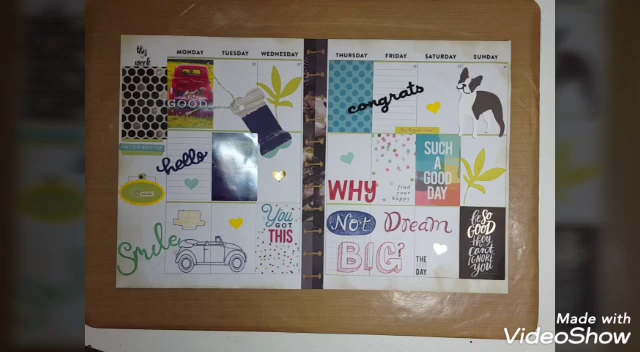 this
week
MONDAY
TUESDAY
WEDNESDAY
GOOD
hello
Smile
You
GOT
THIS
THURSDAY
FRIDAY
SATURDAY
SUNDAY
congrats
WHY
find
your
happy
SUCH
A
GOOD
DAY
Not
Dream
BIG?
THE
DAY
be SO
GOOD
they
can't
IGNORE
YOU
Made with
VideoShow